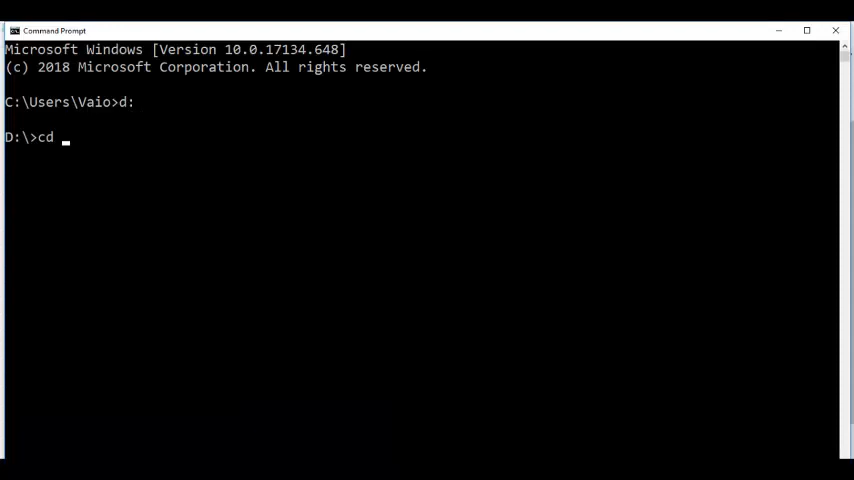 Command Prompt
Microsoft Windows [Version 10.0.17134.648]
(c) 2018 Microsoft Corporation. All rights reserved.
C:\Users\Vaio>d:
D:\>cd